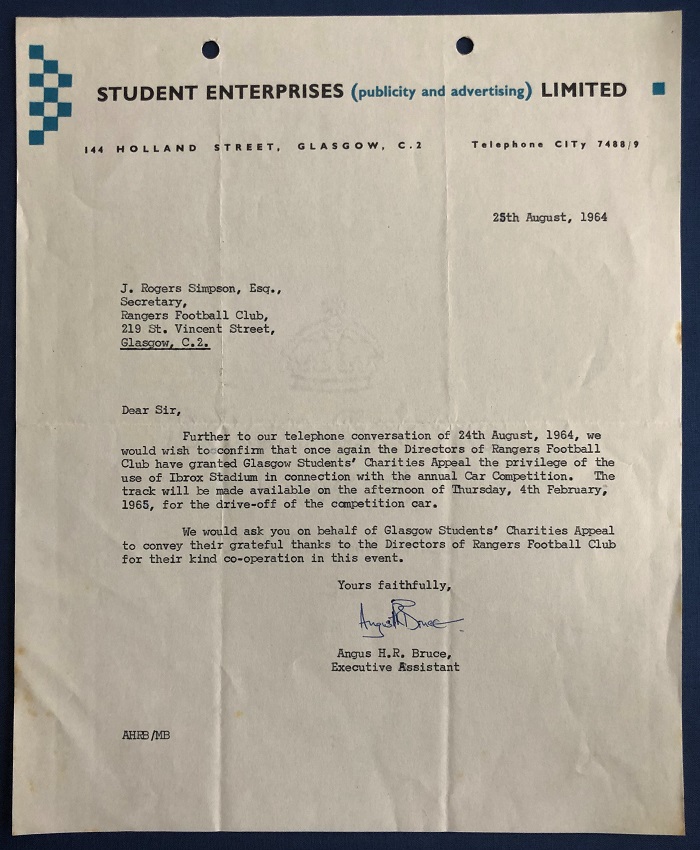 STUDENT ENTERPRISES (publicity and advertising) LIMITED
144 HOLLAND STREET, GLASGOW, C.2 Telephone CITy 7488/9
25th August, 1964
J. Rogers Simpson, Esq.,
Secretary,
Rangers Football Club,
219 St. Vincent Street,
Glasgow, C.2.
Dear Sir,
Further to our telephone conversation of 24th August, 1964, we
would wish to confirm that once again the Directors of Rangers Football
Club have granted Glasgow Students' Charities Appeal the privilege of the
use of Ibrox Stadium in connection with the annual Car Competition. The
track will be made available on the afternoon of Thursday, 4th February,
1965, for the drive-off of the competition car.
We would ask you on behalf of Glasgow Students' Charities Appeal
to convey their grateful thanks to the Directors of Rangers Football Club
for their kind co-operation in this event.
Yours faithfully,
Angus HR Bruce
Angus H.R. Bruce,
Executive Assistant
AHRB/MB